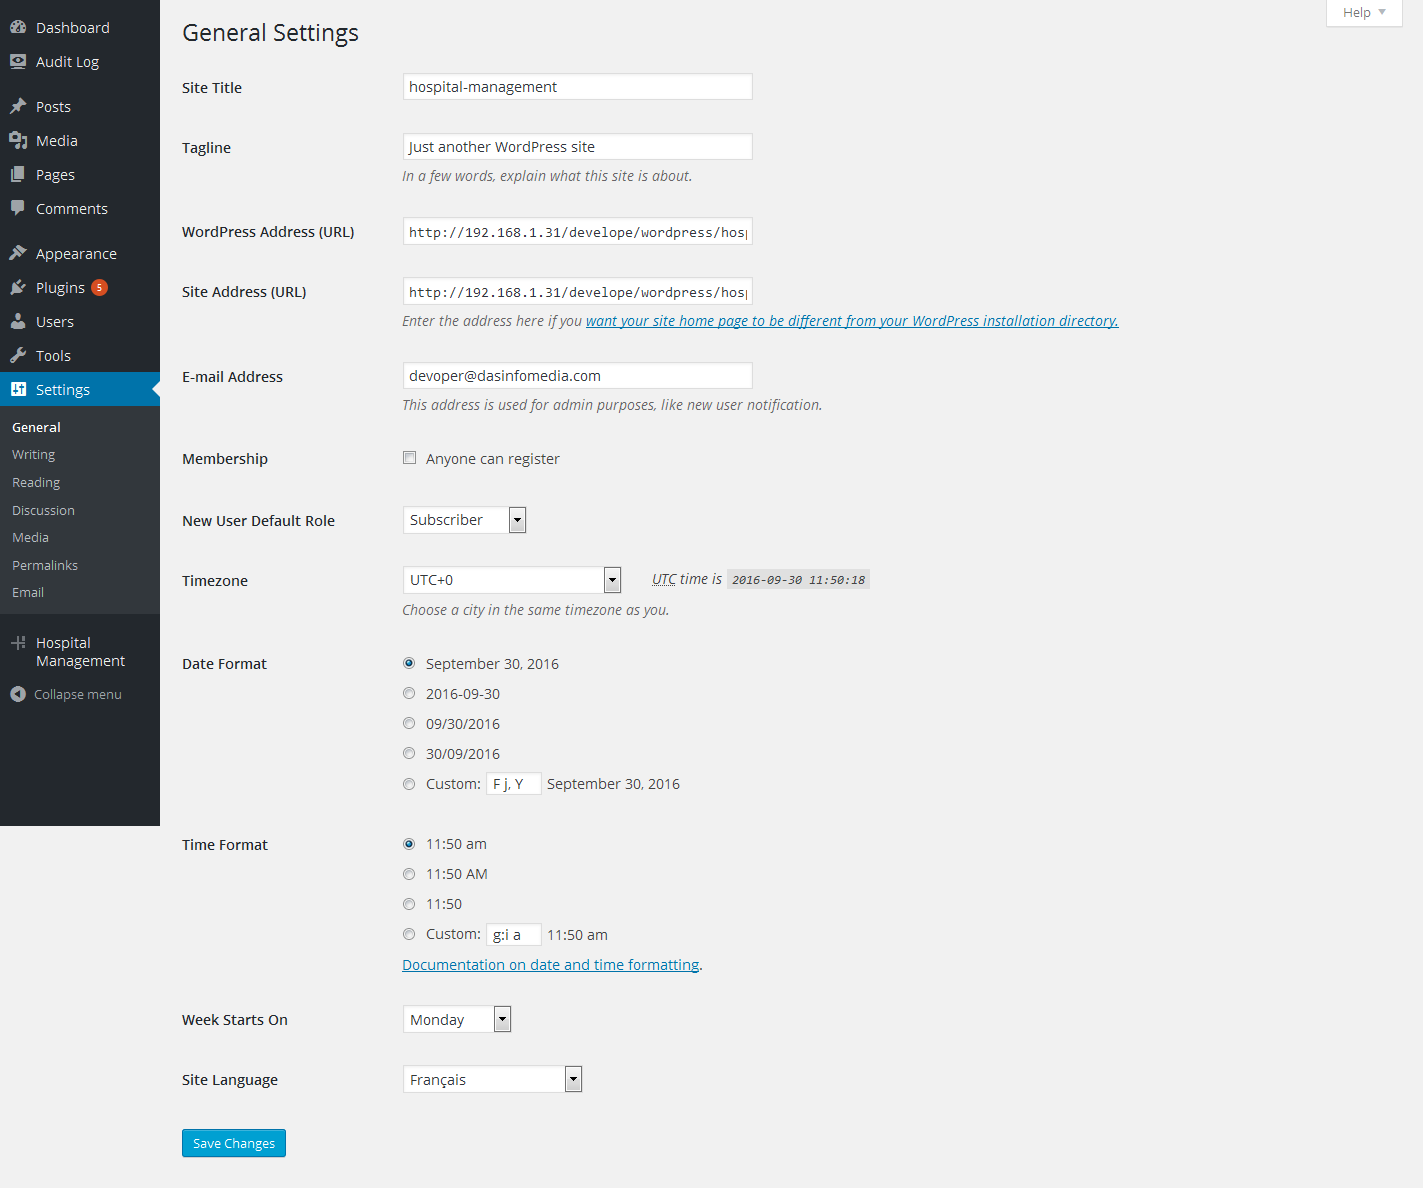 Dashboard
Audit Log
Posts
Media
Pages
Comments
Appearance
Plugins 5
Users
Tools
Settings
General
Writing
Reading
Discussion
Media
Permalinks
Email
Hospital
Management
Collapse menu
Help
General Settings
Site Title hospital-management
Tagline Just another WordPress site
In a few words, explain what this site is about.
WordPress Address (URL) http://192.168.1.31/develope/wordpress/hosp
Site Address (URL) http://192.168.1.31/develope/wordpress/hosp
Enter the address here if you want your site home page to be different from your WordPress installation directory.
E-mail Address devoper@dasinfomedia.com
This address is used for admin purposes, like new user notification.
Membership Anyone can register
New User Default Role Subscriber
Timezone UTC+0 UTC time is 2016-09-30 11:50:18
Choose a city in the same timezone as you.
Date Format September 30, 2016
2016-09-30
09/30/2016
30/09/2016
Custom: F j, Y September 30, 2016
Time Format 11:50 am
11:50 AM
11:50
Custom: g:i a 11:50 am
Documentation on date and time formatting.
Week Starts On Monday
Site Language Français
Save Changes